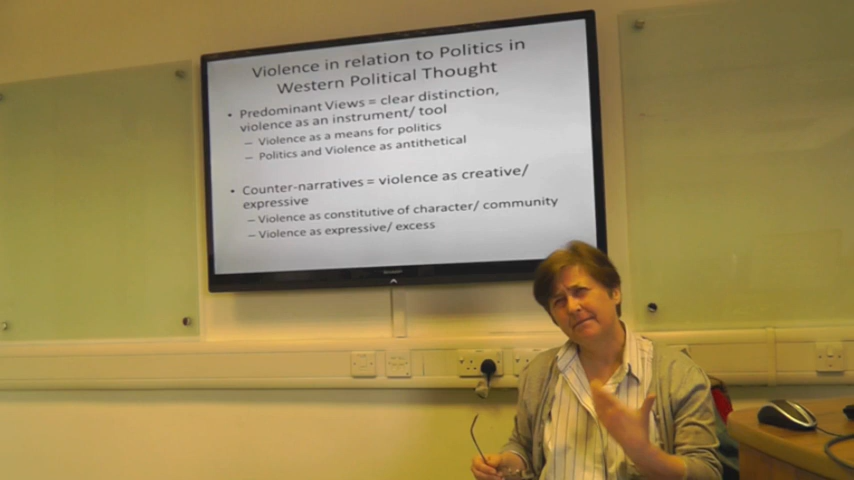 Violence in relation to Politics in
Western Political Thought
• Predominant Views = clear distinction,
violence as an instrument/ tool
– Violence as a means for politics
– Politics and Violence as antithetical
• Counter-narratives = violence as creative/
expressive
– Violence as constitutive of character/ community
– Violence as expressive/ excess